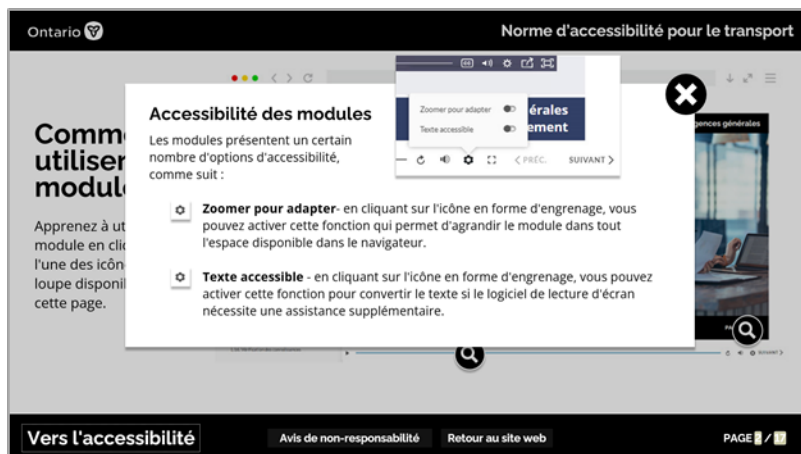 Ontario
Norme d'accessibilité pour le transport
Zoomer pour adapter
Texte accessible
érales
ement
PRÉC.
SUIVANT
Accessibilité des modules
Les modules présentent un certain
nombre d'options d'accessibilité,
comme suit :
Zoomer pour adapter- en cliquant sur l'icône en forme d'engrenage, vous
pouvez activer cette fonction qui permet d'agrandir le module dans tout
l'espace disponible dans le navigateur.
Texte accessible - en cliquant sur l'icône en forme d'engrenage, vous pouvez
activer cette fonction pour convertir le texte si le logiciel de lecture d'écran
nécessite une assistance supplémentaire.
Comm
utiliser
modul
Apprenez à ut
module en clic
l'une des icôn
loupe disponil
cette page.
gences générales
SUIVANT
Vers l'accessibilité
Avis de non-responsabilité
Retour au site web
PAGE 2 / 17